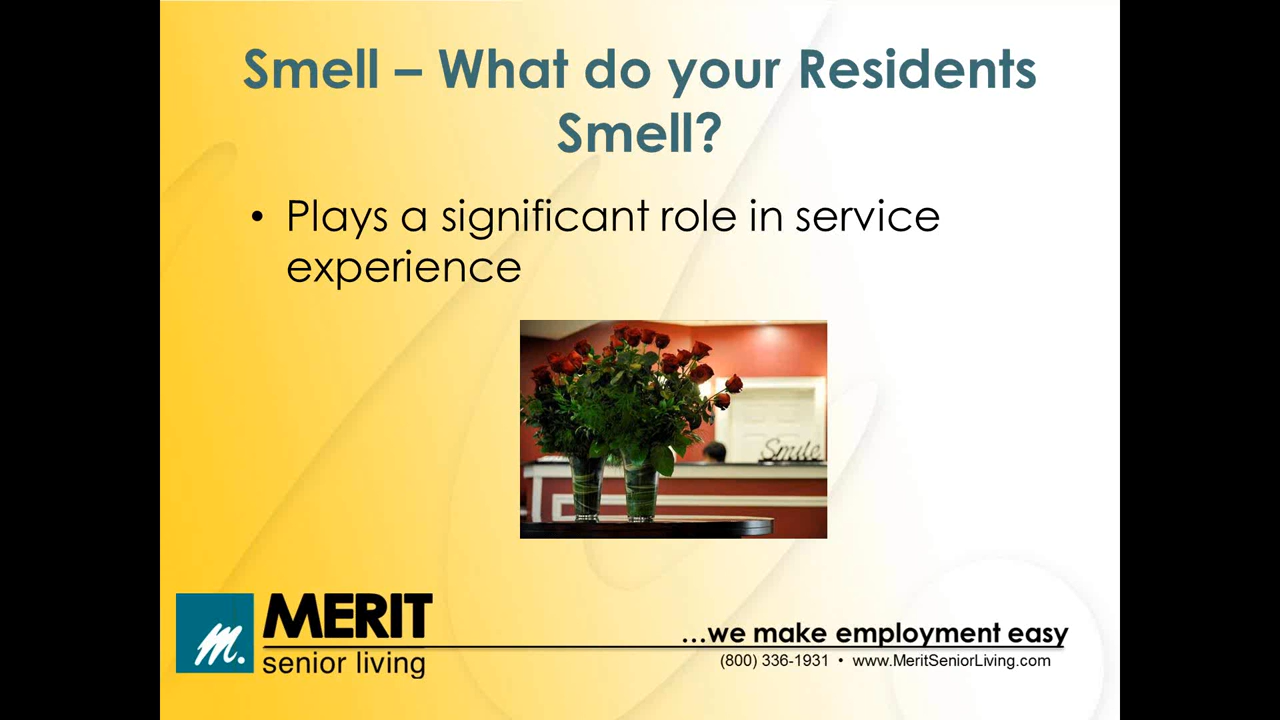 Smell – What do your Residents
Smell?
• Plays a significant role in service
experience
Smile
m.
MERIT
senior living
...we make employment easy
(800) 336-1931 • www.MeritSeniorLiving.com